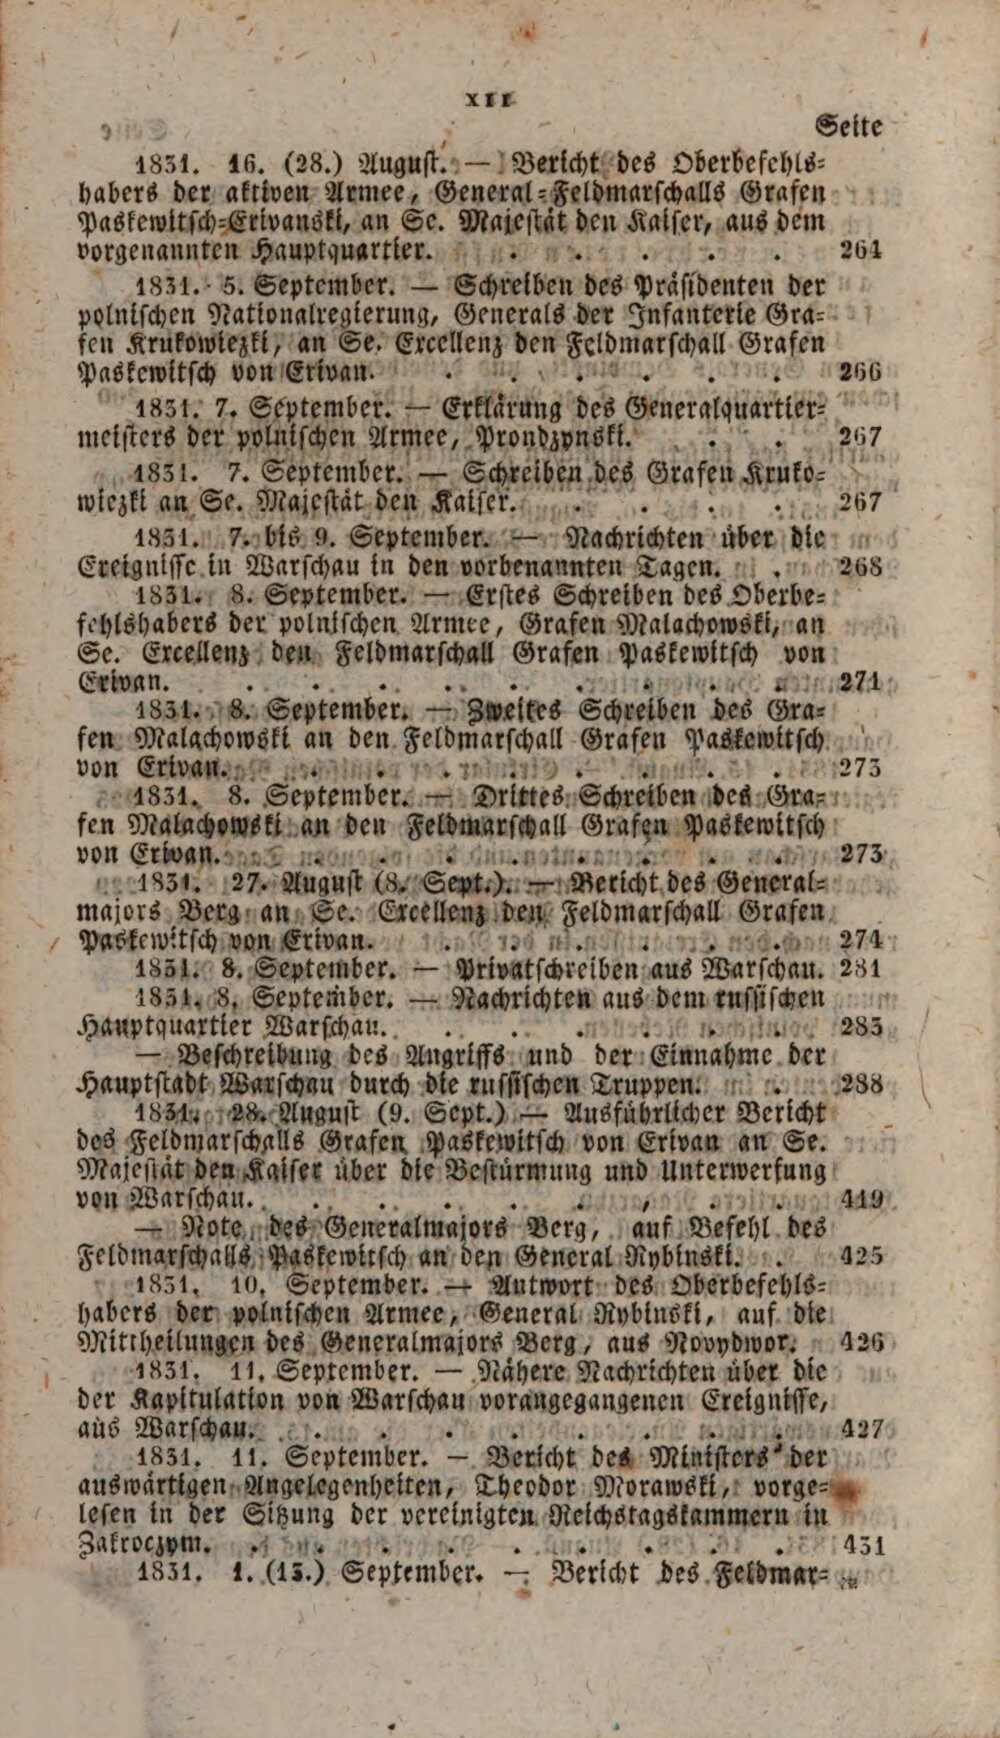 XII
Seite
1831. 16. (28.) August. — Bericht des Oberbefehls-
habers der aktiven Armee, General-Feldmarschalls Grafen
Paskewitsch-Erivanski, an Se. Majestät den Kaiser, aus dem
vorgenannten Hauptquartier. . . . . . 264
1831. 5. September. — Schreiben des Präsidenten der
polnischen Nationalregierung, Generals der Infanterie Gra-
fen Krukowiezki, an Se. Excellenz den Feldmarschall Grafen
Paskewitsch von Erivan. . . . . . . 266
1831. 7. September. — Erklärung des Generalquartier-
meisters der polnischen Armee, Prondzynski. . . 267
1831. 7. September. — Schreiben des Grafen Kruko-
wiezki an Se. Majestät den Kaiser. . . . . 267
1831. 7. bis 9. September. — Nachrichten über die
Ereignisse in Warschau in den vorbenannten Tagen. . 268
1831. 8. September. — Erstes Schreiben des Oberbe-
fehlshabers der polnischen Armee, Grafen Malachowski, an
Se. Excellenz den Feldmarschall Grafen Paskewitsch von
Erivan. . . . . . . . . . 271
1831. 8. September. — Zweites Schreiben des Gra-
fen Malachowski an den Feldmarschall Grafen Paskewitsch
von Erivan. . . . . . . . . 273
1831. 8. September. — Drittes Schreiben des Gra-
fen Malachowski an den Feldmarschall Grafen Paskewitsch
von Erivan. . . . . . . . . 273
1831. 27. August (8. Sept.). — Bericht des General-
majors Berg an Se. Excellenz den Feldmarschall Grafen
Paskewitsch von Erivan. . . . . . . 274
1831. 8. September. — Privatschreiben aus Warschau. 281
1831. 8. September. — Nachrichten aus dem russischen
Hauptquartier Warschau. . . . . . . 283
— Beschreibung des Angriffs und der Einnahme der
Hauptstadt Warschau durch die russischen Truppen. . . 288
1831. 28. August (9. Sept.) — Ausführlicher Bericht
des Feldmarschalls Grafen Paskewitsch von Erivan an Se.
Majestät den Kaiser über die Bestürmung und Unterwerfung
von Warschau. . . . . . . . . 419
— Note des Generalmajors Berg, auf Befehl des
Feldmarschalls Paskewitsch an den General Rybinski. . 425
1831. 10. September. — Antwort des Oberbefehls-
habers der polnischen Armee, General Rybinski, auf die
Mittheilungen des Generalmajors Berg, aus Novydwor. 426
1831. 11. September. — Nähere Nachrichten über die
der Kapitulation von Warschau vorangegangenen Ereignisse,
aus Warschau. . . . . . . . . 427
1831. 11. September. — Bericht des Ministers der
auswärtigen Angelegenheiten, Theodor Morawski, vorge-
lesen in der Sitzung der vereinigten Reichstagskammern in
Zakroczym. . . . . . . . . . 431
1831. 1. (13.) September. — Bericht des Feldmar-